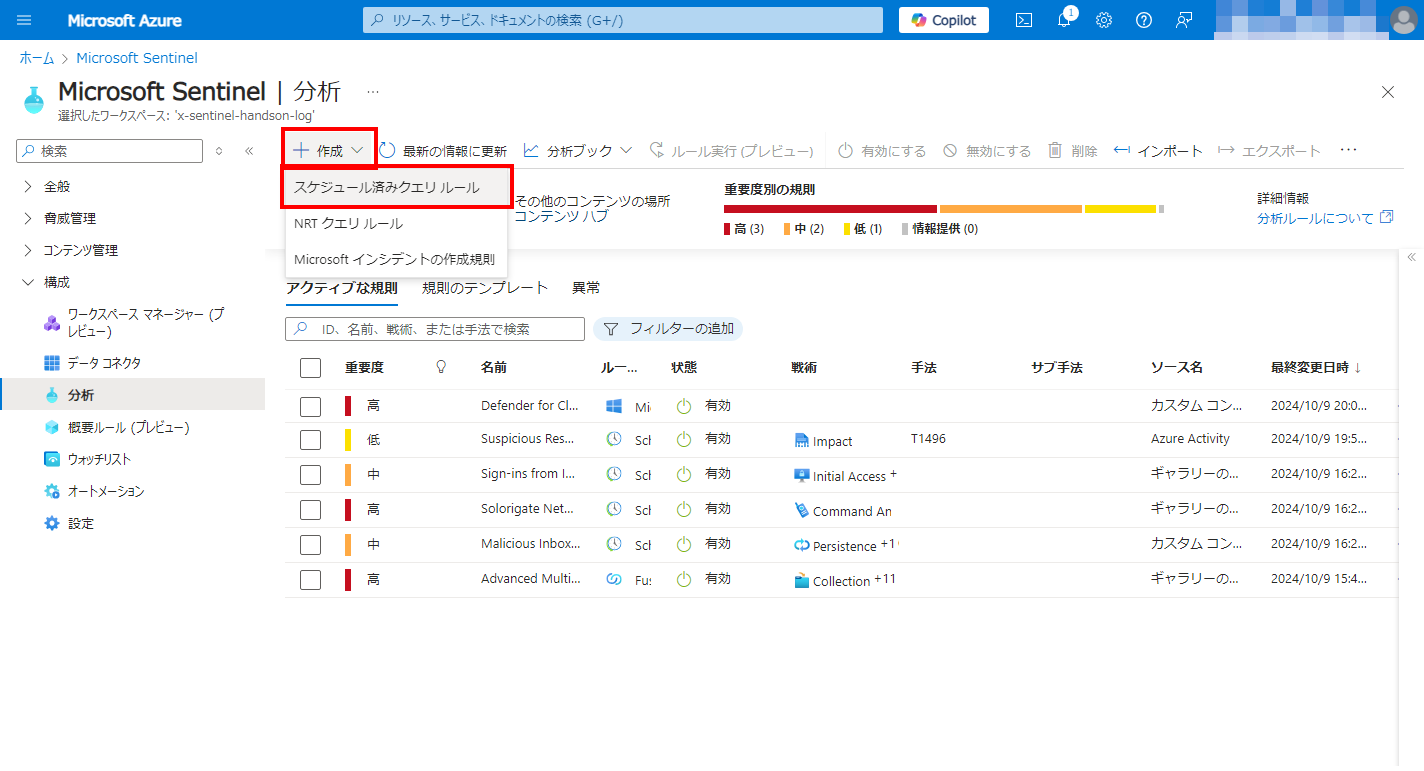 Microsoft Azure
リソース、サービス、ドキュメントの検索 (G+/)
Copilot
1
ホーム > Microsoft Sentinel
Microsoft Sentinel | 分析 ...
選択したワークスペース: 'x-sentinel-handson-log'
検索
全般
脅威管理
コンテンツ管理
構成
ワークスペース マネージャー (プ
レビュー)
データ コネクタ
分析
概要ルール (プレビュー)
ウォッチリスト
オートメーション
設定
作成 最新の情報に更新 分析ブック ルール実行 (プレビュー) 有効にする 無効にする 削除 インポート エクスポート ...
スケジュール済みクエリ ルール
NRT クエリ ルール
Microsoft インシデントの作成規則
その他のコンテンツの場所
コンテンツ ハブ
重要度別の規則
高 (3) 中 (2) 低 (1) 情報提供 (0)
詳細情報
分析ルールについて
アクティブな規則 規則のテンプレート 異常
ID、名前、戦術、または手法で検索 フィルターの追加
重要度 名前 ルー... 状態 戦術 手法 サブ手法 ソース名 最終変更日時 ↓
高 Defender for Cl... Mi 有効 カスタム コン... 2024/10/9 20:0...
低 Suspicious Res... Sch 有効 Impact T1496 Azure Activity 2024/10/9 19:5...
中 Sign-ins from I... Sch 有効 Initial Access + ギャラリーの... 2024/10/9 16:2...
高 Solorigate Net... Sch 有効 Command An ギャラリーの... 2024/10/9 16:2...
中 Malicious Inbox... Sch 有効 Persistence +1 カスタム コン... 2024/10/9 16:2...
高 Advanced Multi... Fus 有効 Collection +11 ギャラリーの... 2024/10/9 15:4...